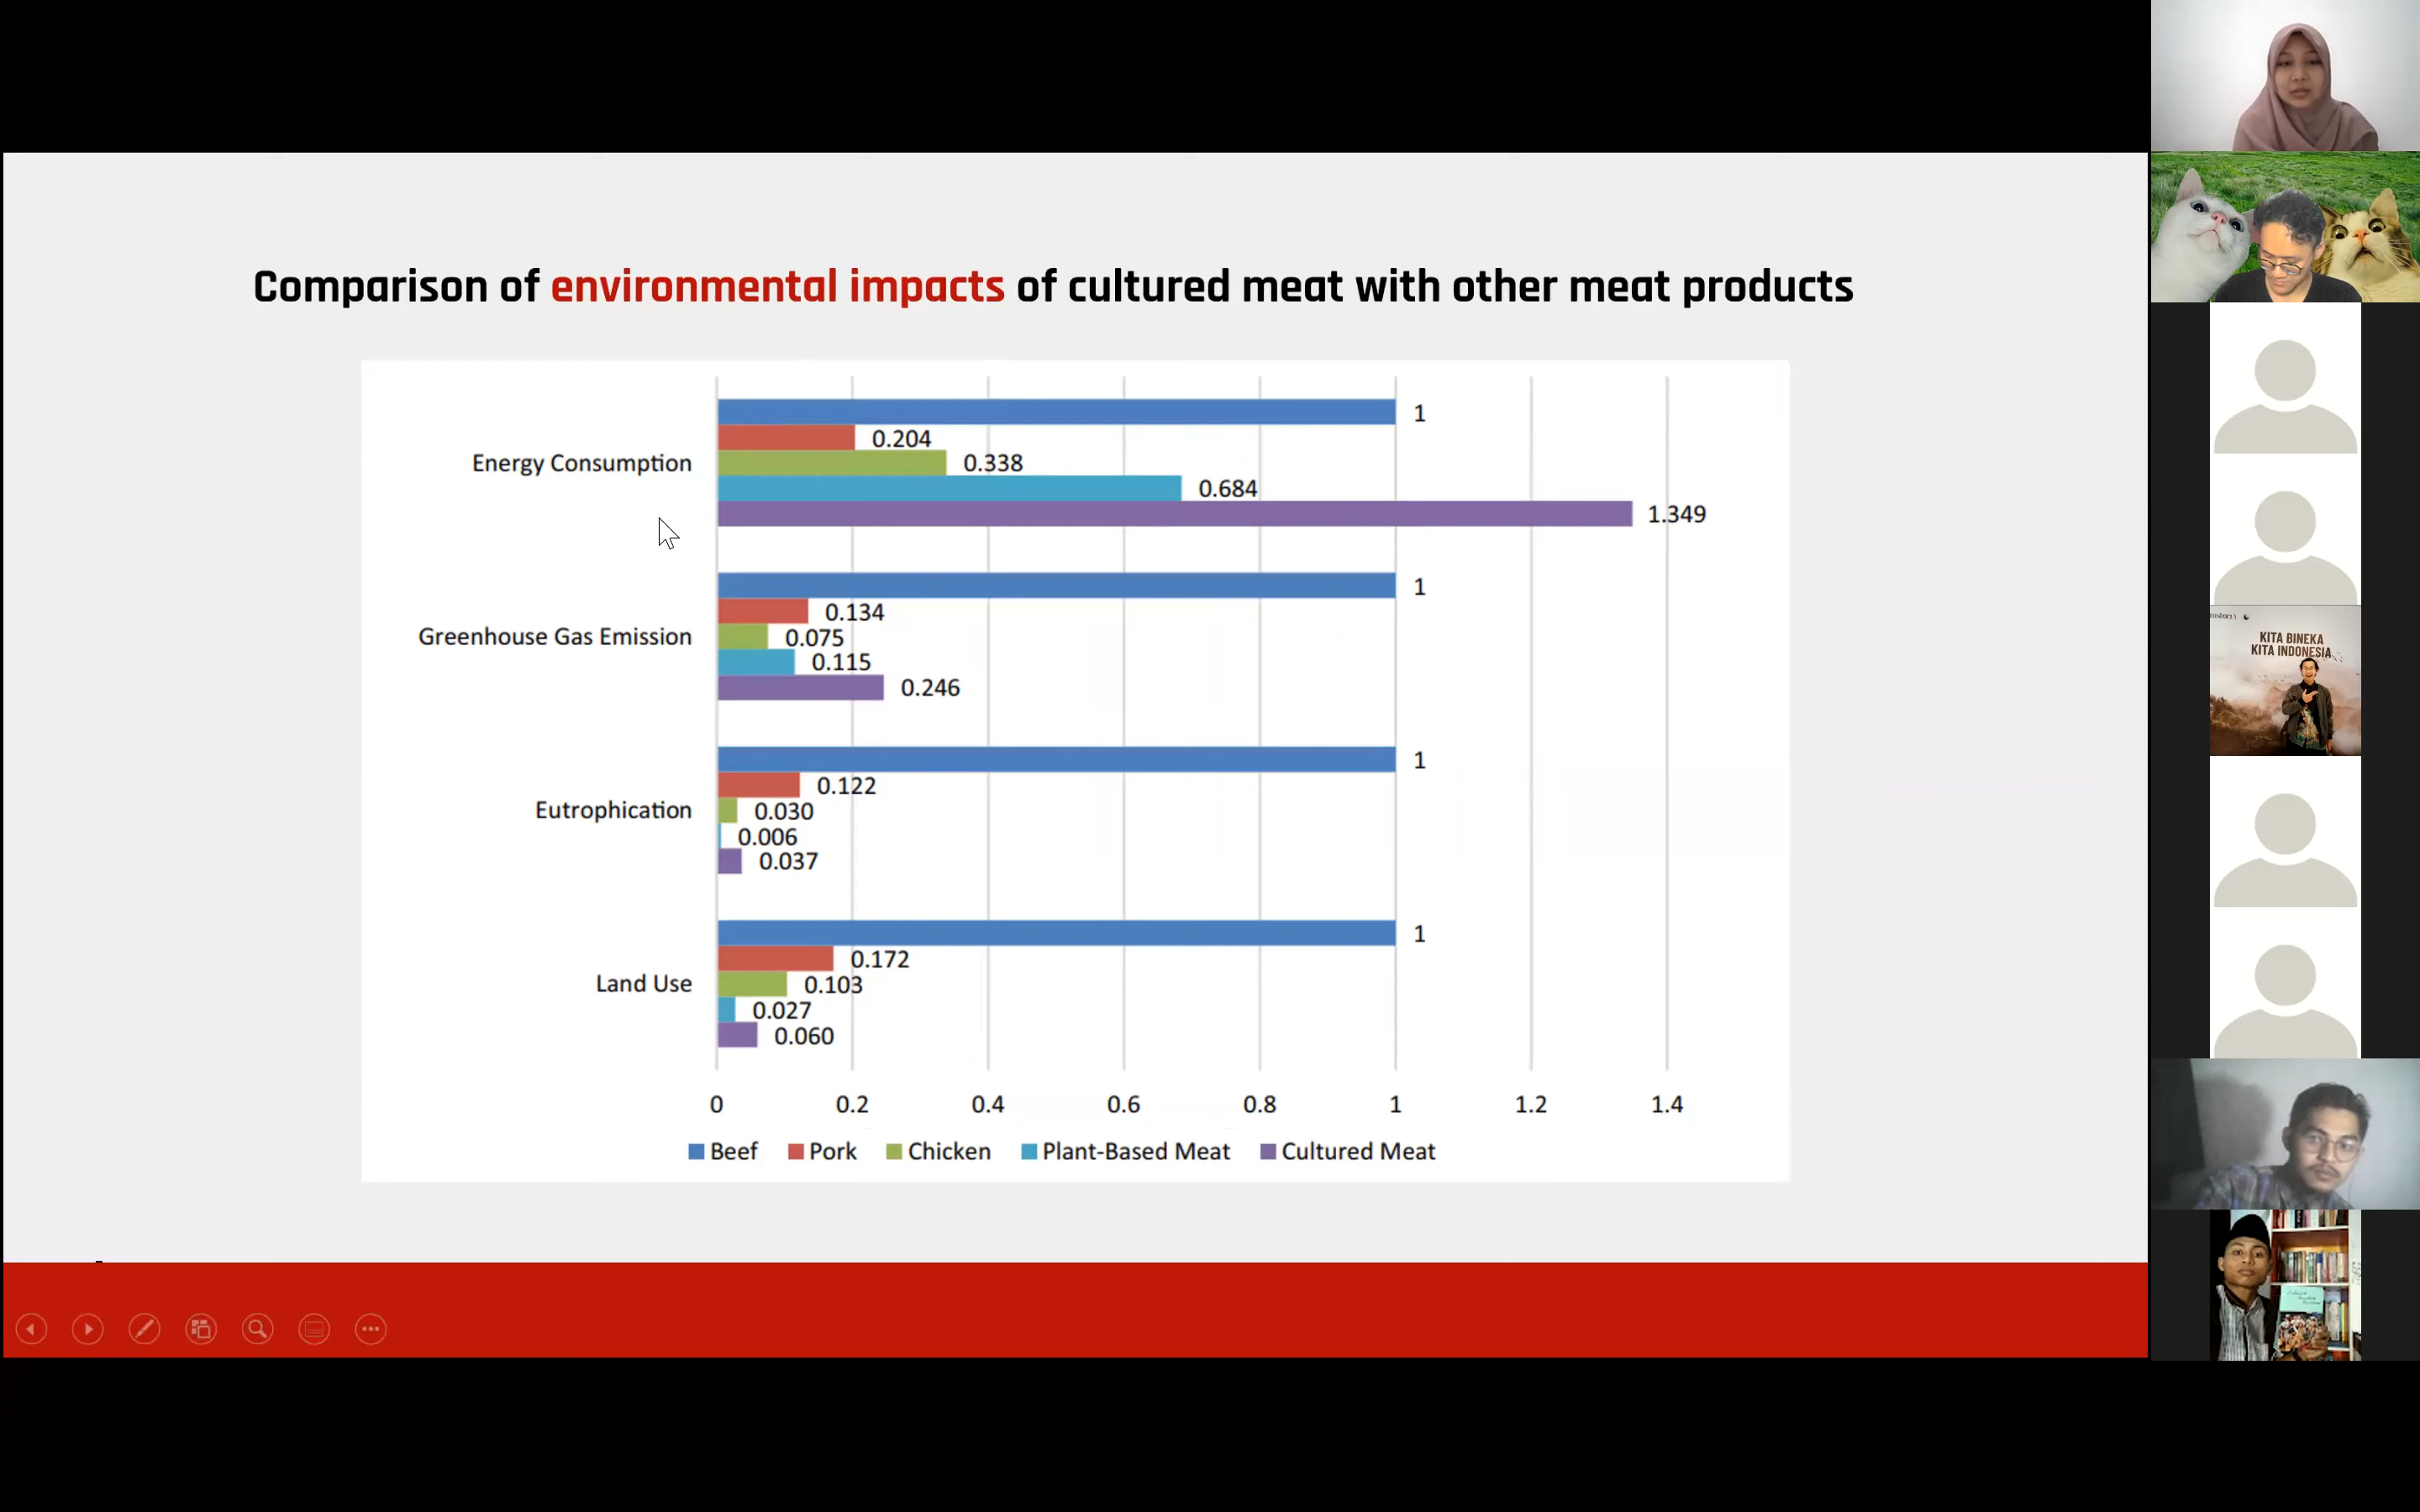 Comparison of environmental impacts of cultured meat with other meat products
Energy Consumption
1
0.204
0.338
0.684
1.349
Greenhouse Gas Emission
1
0.134
0.075
0.115
0.246
Eutrophication
1
0.122
0.030
0.006
0.037
Land Use
1
0.172
0.103
0.027
0.060
0 0.2 0.4 0.6 0.8 1 1.2 1.4
Beef Pork Chicken Plant-Based Meat Cultured Meat
KITA BINEKA
KITA INDONESIA